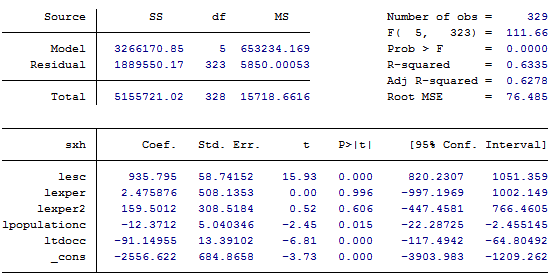 Source SS df MS Number of obs = 329
F( 5, 323) = 111.66
Model 3266170.85 5 653234.169 Prob > F = 0.0000
Residual 1889550.17 323 5850.00053 R-squared = 0.6335
Adj R-squared = 0.6278
Total 5155721.02 328 15718.6616 Root MSE = 76.485
sxh Coef. Std. Err. t P>|t| [95% Conf. Interval]
lesc 935.795 58.74152 15.93 0.000 820.2307 1051.359
lexper 2.475876 508.1353 0.00 0.996 -997.1969 1002.149
lexper2 159.5012 308.5184 0.52 0.606 -447.4581 766.4605
lpopulationc -12.3712 5.040346 -2.45 0.015 -22.28725 -2.455145
ltdocc -91.14955 13.39102 -6.81 0.000 -117.4942 -64.80492
_cons -2556.622 684.8658 -3.73 0.000 -3903.983 -1209.262